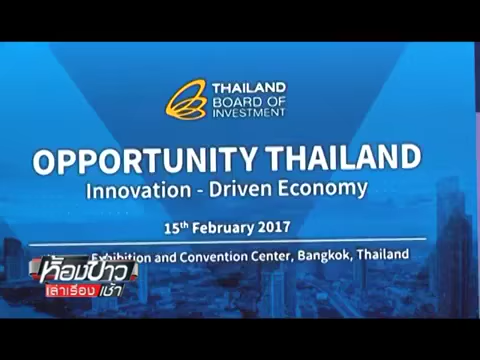 THAILAND
BOARD OF
INVESTMENT
OPPORTUNITY THAILAND
Innovation - Driven Economy
15th February 2017
Exhibition and Convention Center, Bangkok, Thailand
ห้องข่าว
เล่าเรื่อง เช้า